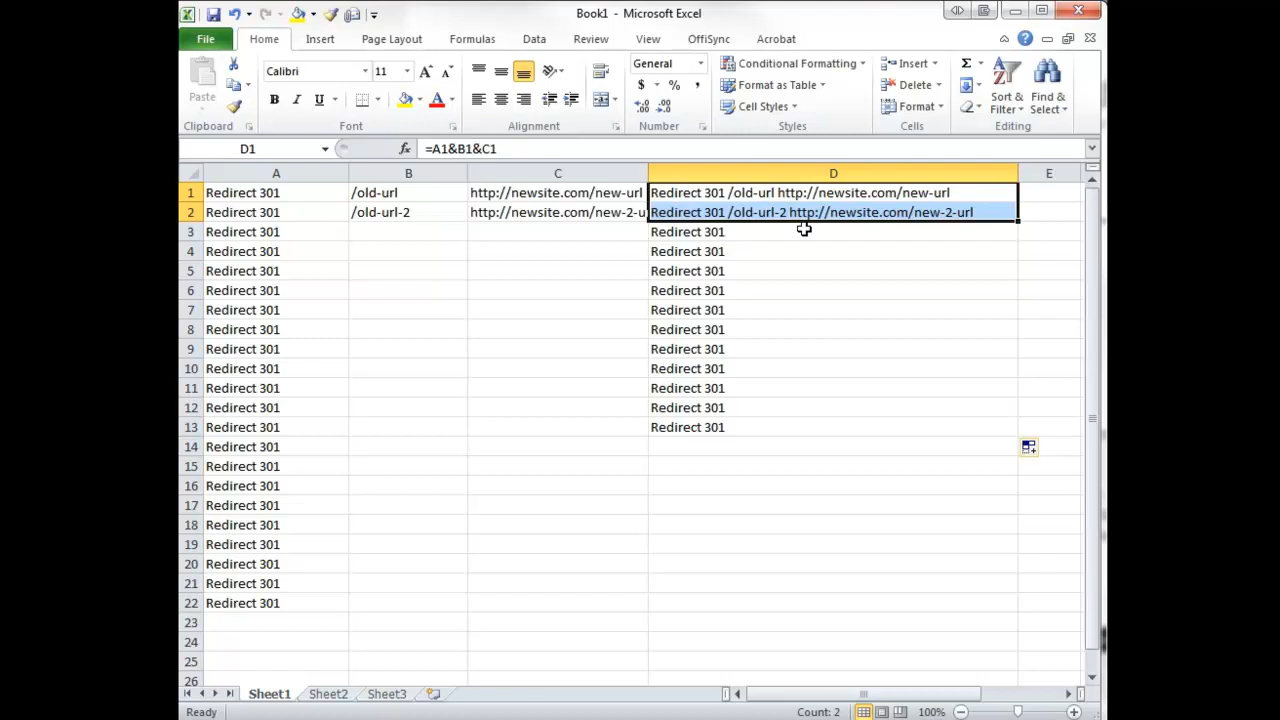 Book1 - Microsoft Excel
File Home Insert Page Layout Formulas Data Review View OffiSync Acrobat
Calibri 11 General Conditional Formatting Insert
Paste B I U $ % , Format as Table Delete Sort & Find &
Cell Styles Format Filter Select
Clipboard Font Alignment Number Styles Cells Editing
D1 fx =A1&B1&C1
A B C D E
1 Redirect 301 /old-url http://newsite.com/new-url Redirect 301 /old-url http://newsite.com/new-url
2 Redirect 301 /old-url-2 http://newsite.com/new-2-u Redirect 301 /old-url-2 http://newsite.com/new-2-url
3 Redirect 301 Redirect 301
4 Redirect 301 Redirect 301
5 Redirect 301 Redirect 301
6 Redirect 301 Redirect 301
7 Redirect 301 Redirect 301
8 Redirect 301 Redirect 301
9 Redirect 301 Redirect 301
10 Redirect 301 Redirect 301
11 Redirect 301 Redirect 301
12 Redirect 301 Redirect 301
13 Redirect 301 Redirect 301
14 Redirect 301
15 Redirect 301
16 Redirect 301
17 Redirect 301
18 Redirect 301
19 Redirect 301
20 Redirect 301
21 Redirect 301
22 Redirect 301
23
24
25
26
Sheet1 Sheet2 Sheet3
Ready Count: 2 100%